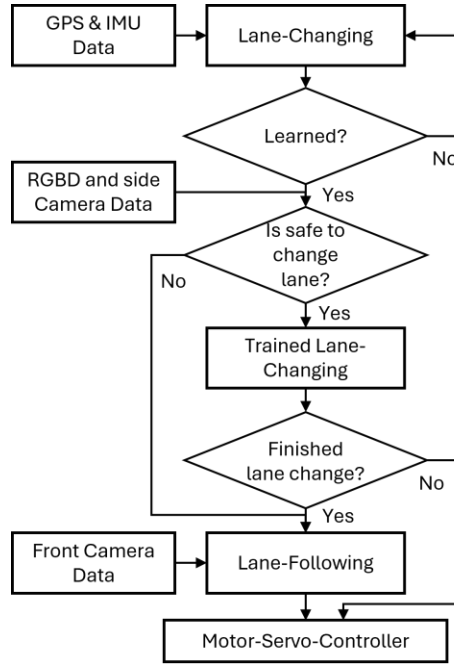 GPS & IMU
Data
Lane-Changing
Learned?
No
RGBD and side
Camera Data
Yes
Is safe to
change
lane?
No
Yes
Trained Lane-
Changing
Finished
lane change?
No
Yes
Front Camera
Data
Lane-Following
Motor-Servo-Controller